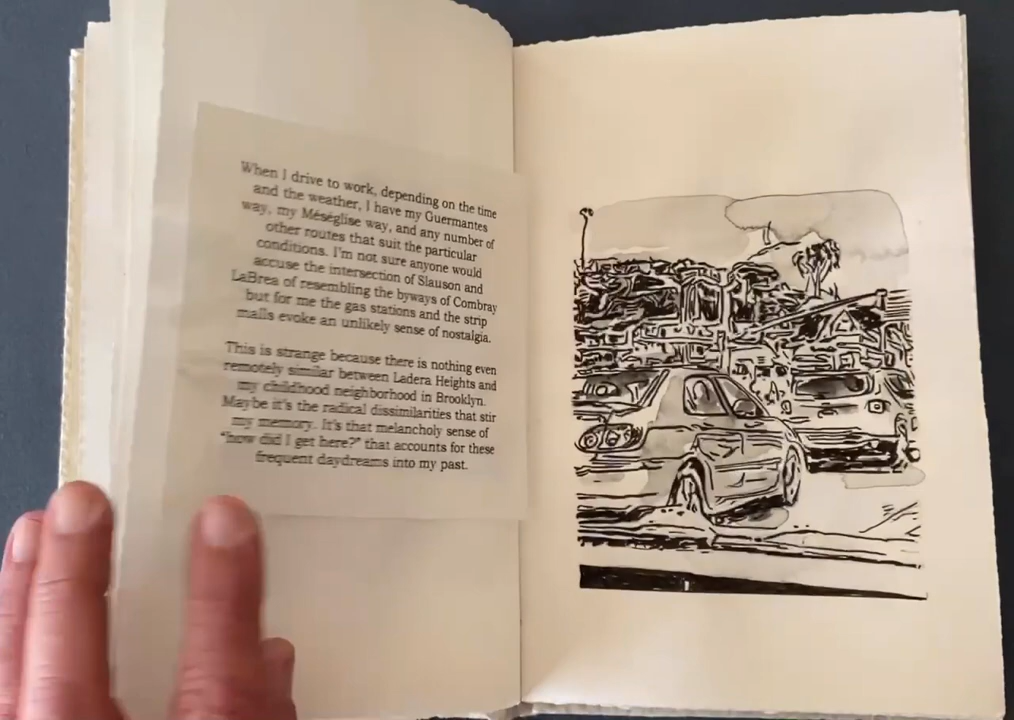 When I drive to work, depending on the time
and the weather, I have my Guermantes
way, my Méséglise way, and any number of
other routes that suit the particular
conditions. I'm not sure anyone would
accuse the intersection of Slauson and
LaBrea of resembling the byways of Combray
but for me the gas stations and the strip
malls evoke an unlikely sense of nostalgia.
This is strange because there is nothing even
remotely similar between Ladera Heights and
my childhood neighborhood in Brooklyn.
Maybe it's the radical dissimilarities that stir
my memory. It's that melancholy sense of
"how did I get here?" that accounts for these
frequent daydreams into my past.